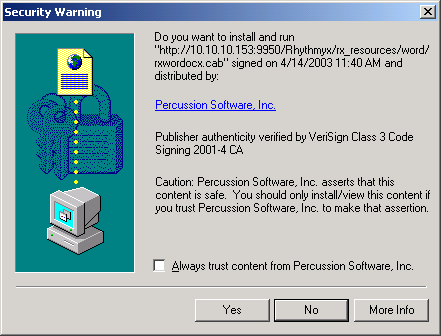 Security Warning
Do you want to install and run
"http://10.10.10.153:9950/Rhythmyx/rx_resources/word/
rxwordocx.cab" signed on 4/14/2003 11:40 AM and
distributed by:
Percussion Software, Inc.
Publisher authenticity verified by VeriSign Class 3 Code
Signing 2001-4 CA
Caution: Percussion Software, Inc. asserts that this
content is safe. You should only install/view this content if
you trust Percussion Software, Inc. to make that assertion.
Always trust content from Percussion Software, Inc.
Yes No More Info